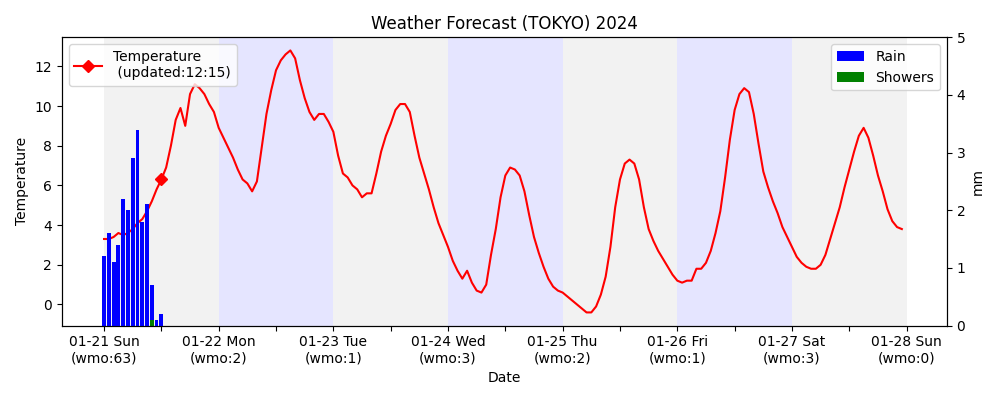 Weather Forecast (TOKYO) 2024
Temperature
(updated:12:15)
Rain
Showers
Temperature
12
10
8
6
4
2
0
5
4
3
2
1
0
mm
01-21 Sun
(wmo:63)
01-22 Mon
(wmo:2)
01-23 Tue
(wmo:1)
01-24 Wed
(wmo:3)
01-25 Thu
(wmo:2)
01-26 Fri
(wmo:1)
01-27 Sat
(wmo:3)
01-28 Sun
(wmo:0)
Date